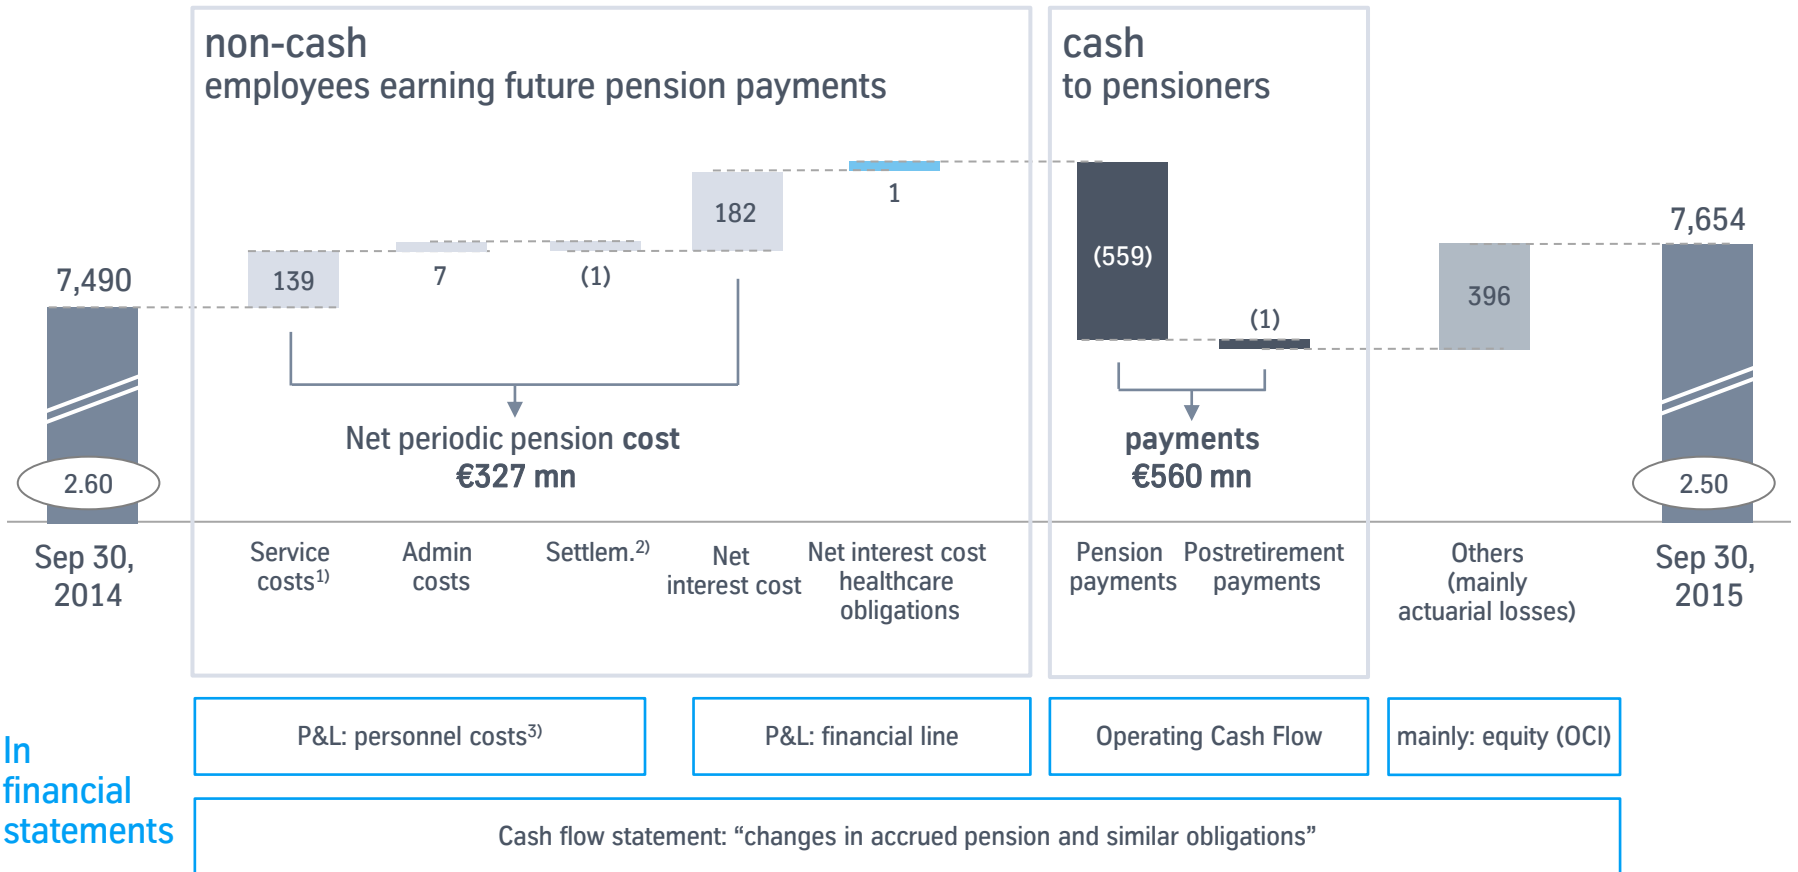 non-cash
employees earning future pension payments
cash
to pensioners
7,490
139
7
(1)
182
1
(559)
(1)
396
7,654
Net periodic pension cost
€327 mn
payments
€560 mn
2.60
2.50
Sep 30,
2014
Service
costs1)
Admin
costs
Settlem.2)
Net
interest cost
Net interest cost
healthcare
obligations
Pension
payments
Postretirement
payments
Others
(mainly
actuarial losses)
Sep 30,
2015
In
financial
statements
P&L: personnel costs3)
P&L: financial line
Operating Cash Flow
mainly: equity (OCI)
Cash flow statement: “changes in accrued pension and similar obligations”